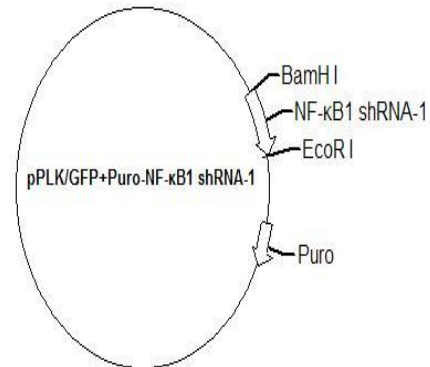 BamH I
NF-κB1 shRNA-1
EcoR I
pPLK/GFP+Puro-NF-κB1 shRNA-1
Puro